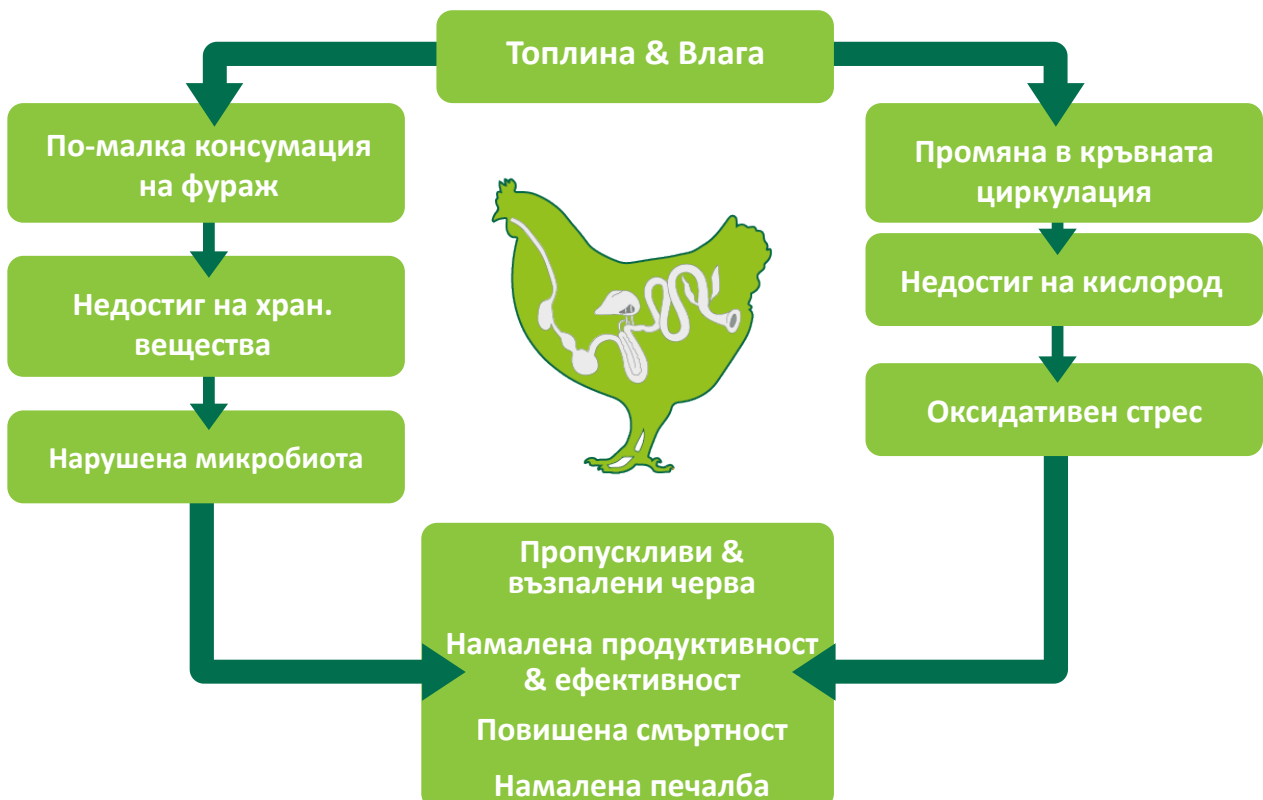 Топлина & Влага
По-малка консумация
на фураж
Недостиг на хран.
вещества
Нарушена микробиота
Промяна в кръвната
циркулация
Недостиг на кислород
Оксидативен стрес
Пропускливи &
възпалени черва
Намалена продуктивност
& ефективност
Повишена смъртност
Намалена печалба